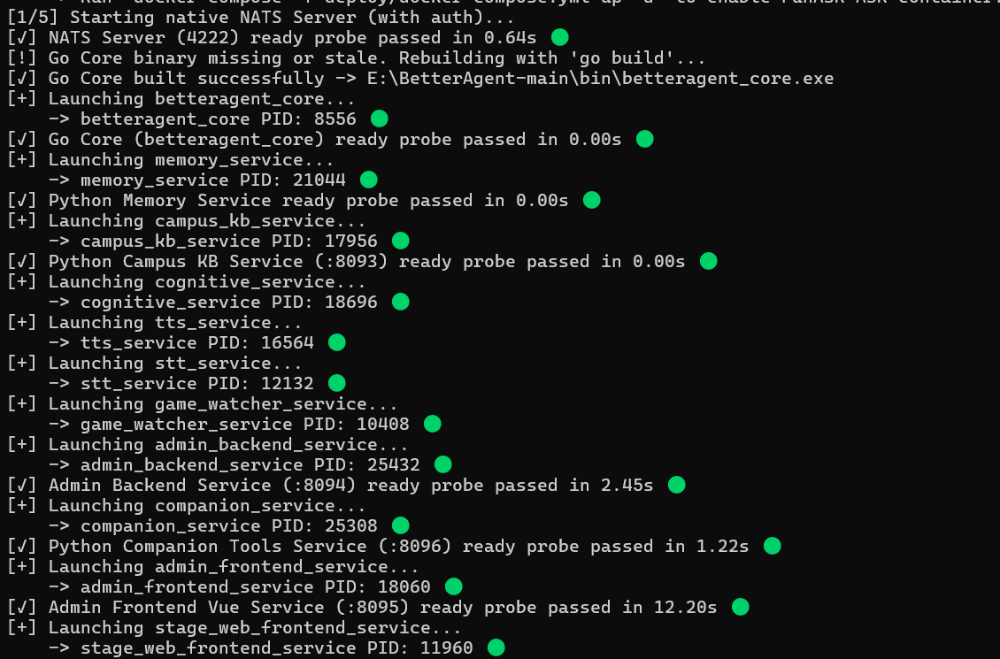 [1/5] Starting native NATS Server (with auth)...
[√] NATS Server (4222) ready probe passed in 0.64s 🟢
[!] Go Core binary missing or stale. Rebuilding with 'go build'...
[√] Go Core built successfully -> E:\BetterAgent-main\bin\betteragent_core.exe
[+] Launching betteragent_core...
    -> betteragent_core PID: 8556 🟢
[√] Go Core (betteragent_core) ready probe passed in 0.00s 🟢
[+] Launching memory_service...
    -> memory_service PID: 21044 🟢
[√] Python Memory Service ready probe passed in 0.00s 🟢
[+] Launching campus_kb_service...
    -> campus_kb_service PID: 17956 🟢
[√] Python Campus KB Service (:8093) ready probe passed in 0.00s 🟢
[+] Launching cognitive_service...
    -> cognitive_service PID: 18696 🟢
[+] Launching tts_service...
    -> tts_service PID: 16564 🟢
[+] Launching stt_service...
    -> stt_service PID: 12132 🟢
[+] Launching game_watcher_service...
    -> game_watcher_service PID: 10408 🟢
[+] Launching admin_backend_service...
    -> admin_backend_service PID: 25432 🟢
[√] Admin Backend Service (:8094) ready probe passed in 2.45s 🟢
[+] Launching companion_service...
    -> companion_service PID: 25308 🟢
[√] Python Companion Tools Service (:8096) ready probe passed in 1.22s 🟢
[+] Launching admin_frontend_service...
    -> admin_frontend_service PID: 18060 🟢
[√] Admin Frontend Vue Service (:8095) ready probe passed in 12.20s 🟢
[+] Launching stage_web_frontend_service...
    -> stage_web_frontend_service PID: 11960 🟢